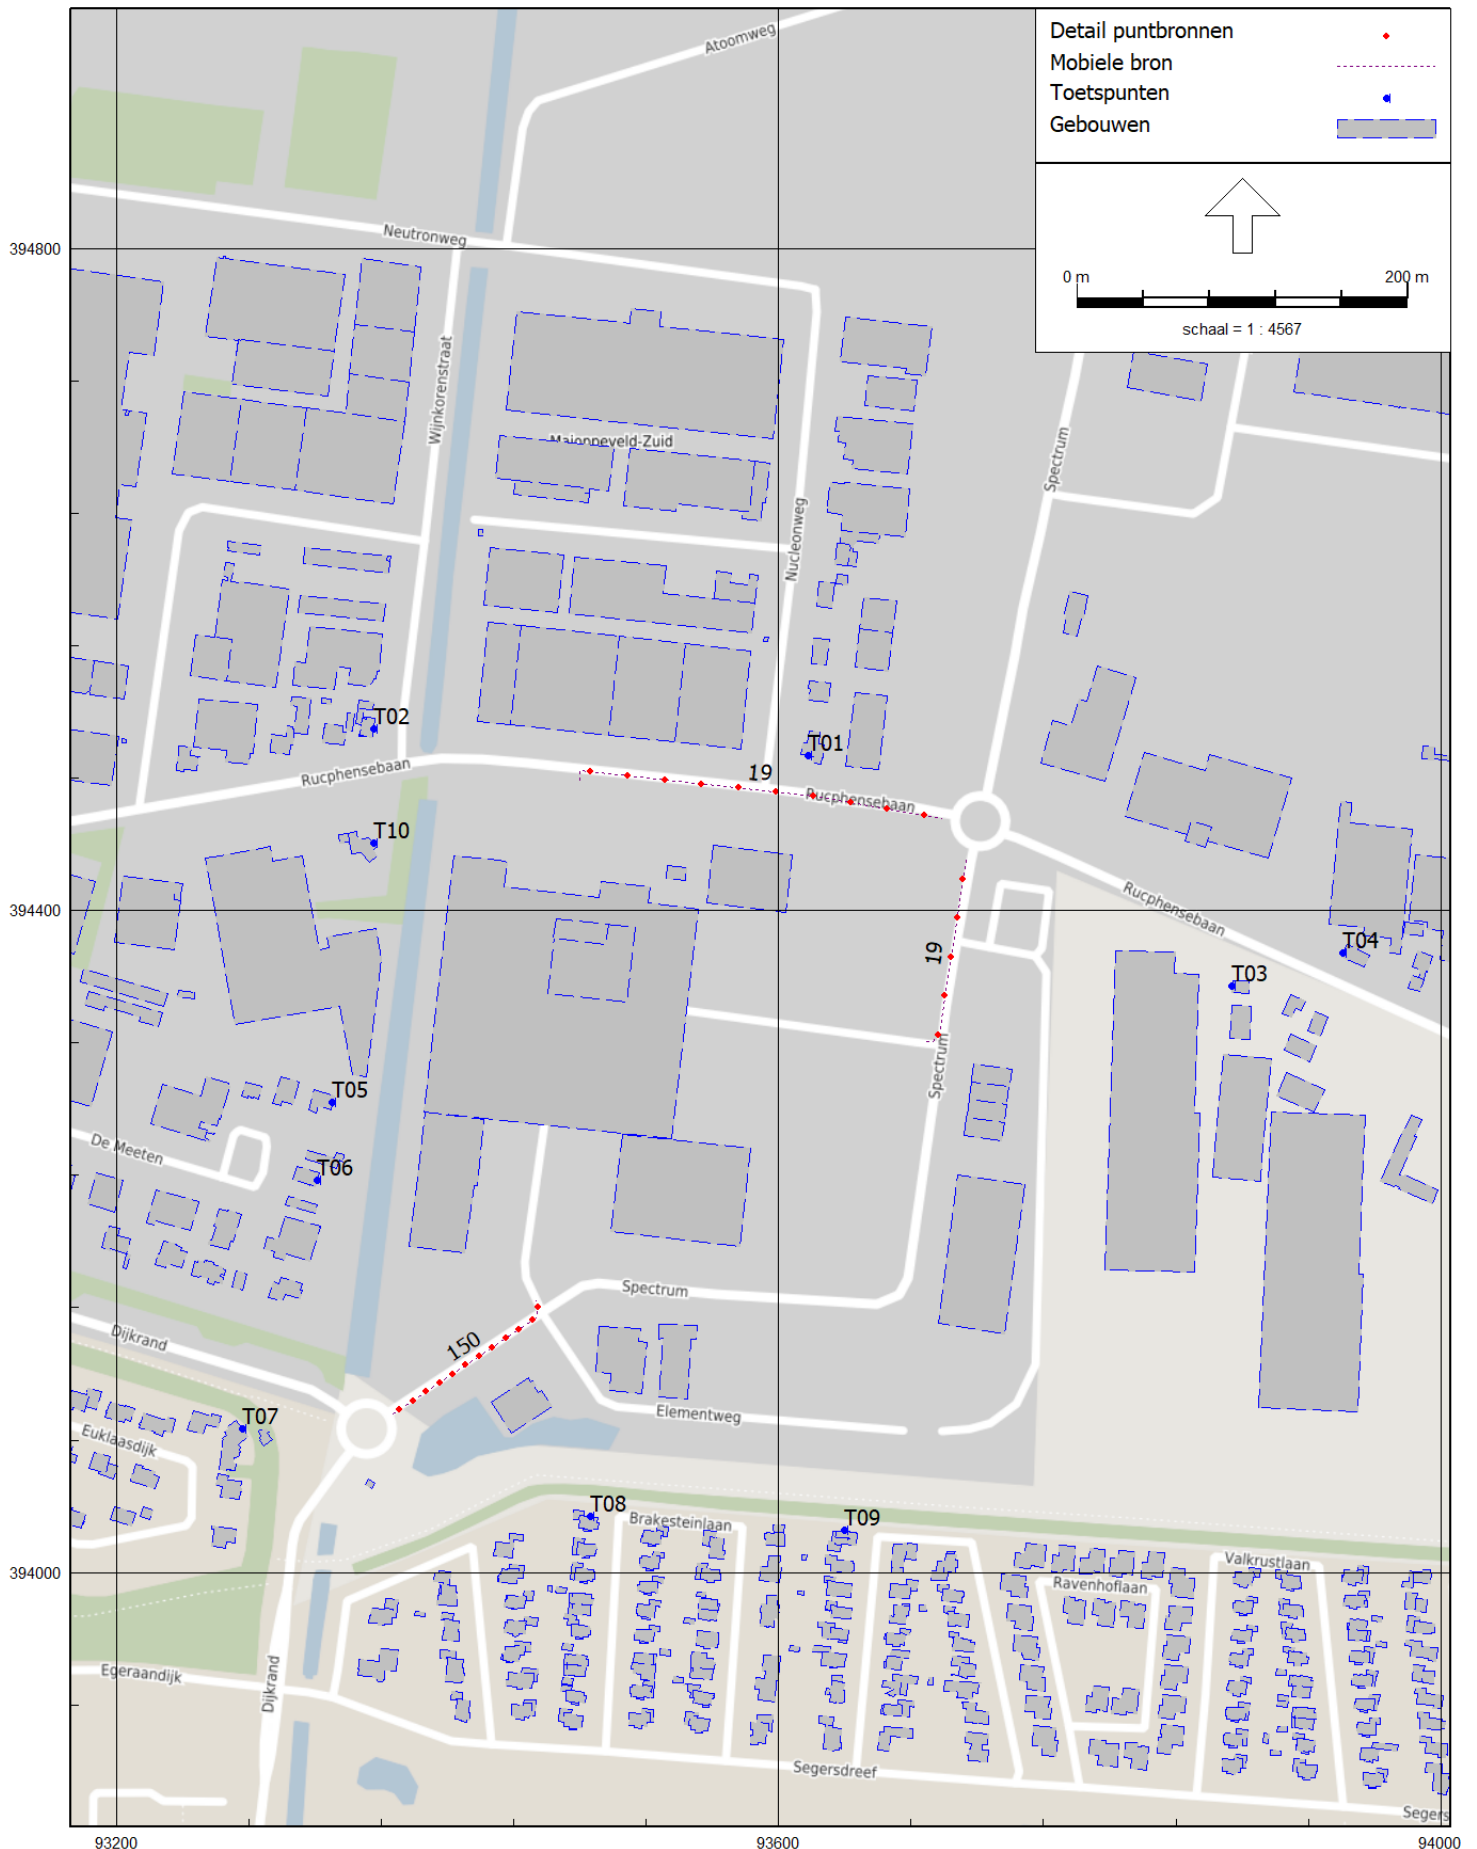 Detail puntbronnen
Mobiele bron
Toetspunten
Gebouwen
0 m 200 m
schaal = 1 : 4567
Atoomweg
Neutronweg
394800
Wijnkorenstraat
Majoppeveld-Zuid
Spectrum
Nucleonweg
T02
T01
19
Rucphensebaan
Rucphensebaan
T10
Rucphensebaan
394400
19
T04
T03
Spectrum
T05
De Meeten
T06
Spectrum
Dijkrand
150
T07
Euklaasdijk
Elementweg
T08
Brakesteinlaan
T09
394000
Valkrustlaan
Ravenhoflaan
Egeraandijk
Dijkrand
Segersdreef
Segers
93200 93600 94000